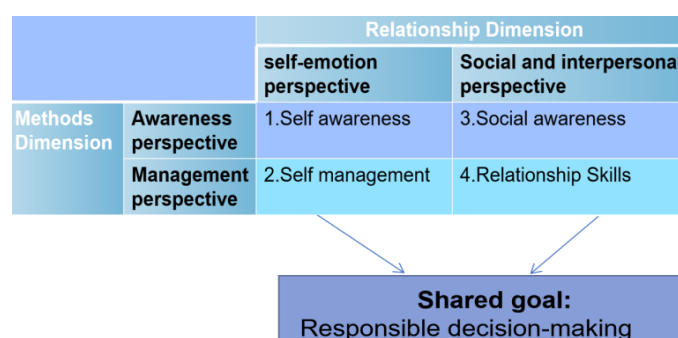 Relationship Dimension
self-emotion
perspective
Social and interpersona
perspective
Methods
Dimension
Awareness
perspective
1.Self awareness
3.Social awareness
Management
perspective
2.Self management
4.Relationship Skills
Shared goal:
Responsible decision-making